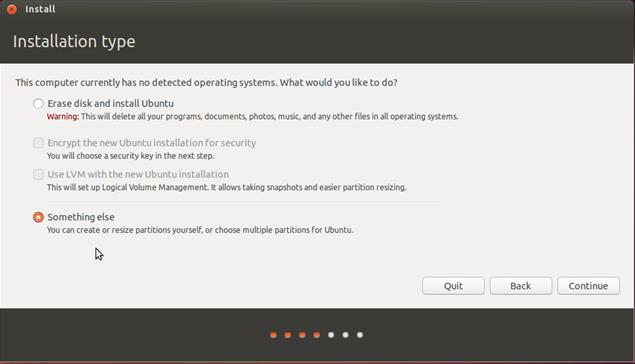 Install
Installation type
This computer currently has no detected operating systems. What would you like to do?
Erase disk and install Ubuntu
Warning: This will delete all your programs, documents, photos, music, and any other files in all operating systems.
Encrypt the new Ubuntu installation for security
You will choose a security key in the next step.
Use LVM with the new Ubuntu installation
This will set up Logical Volume Management. It allows taking snapshots and easier partition resizing.
Something else
You can create or resize partitions yourself, or choose multiple partitions for Ubuntu.
Quit
Back
Continue